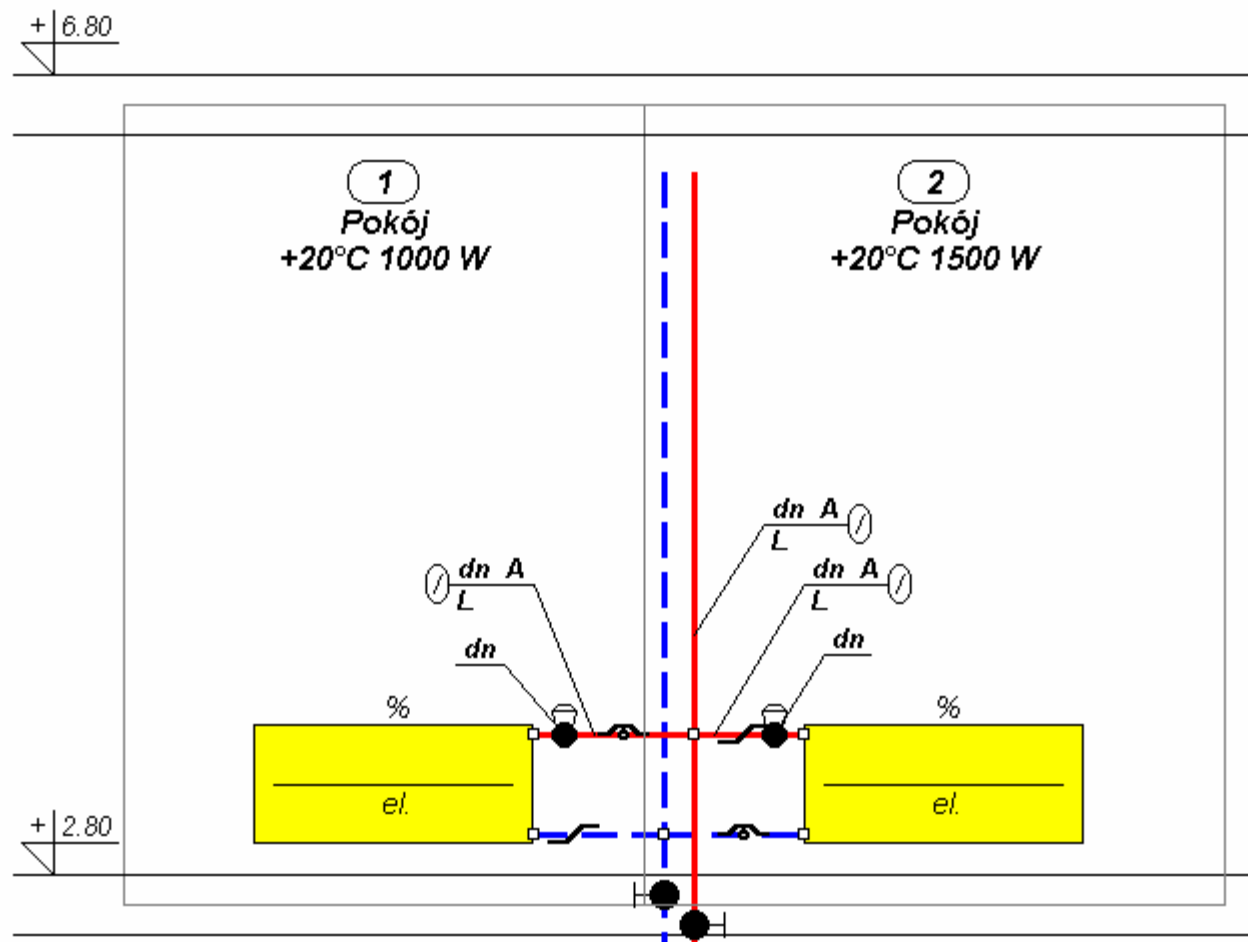 + 6.80
1
Pokój
+20°C 1000 W
2
Pokój
+20°C 1500 W
dn A
L
dn A
L
dn A
L
dn
dn
%
%
el.
el.
+ 2.80